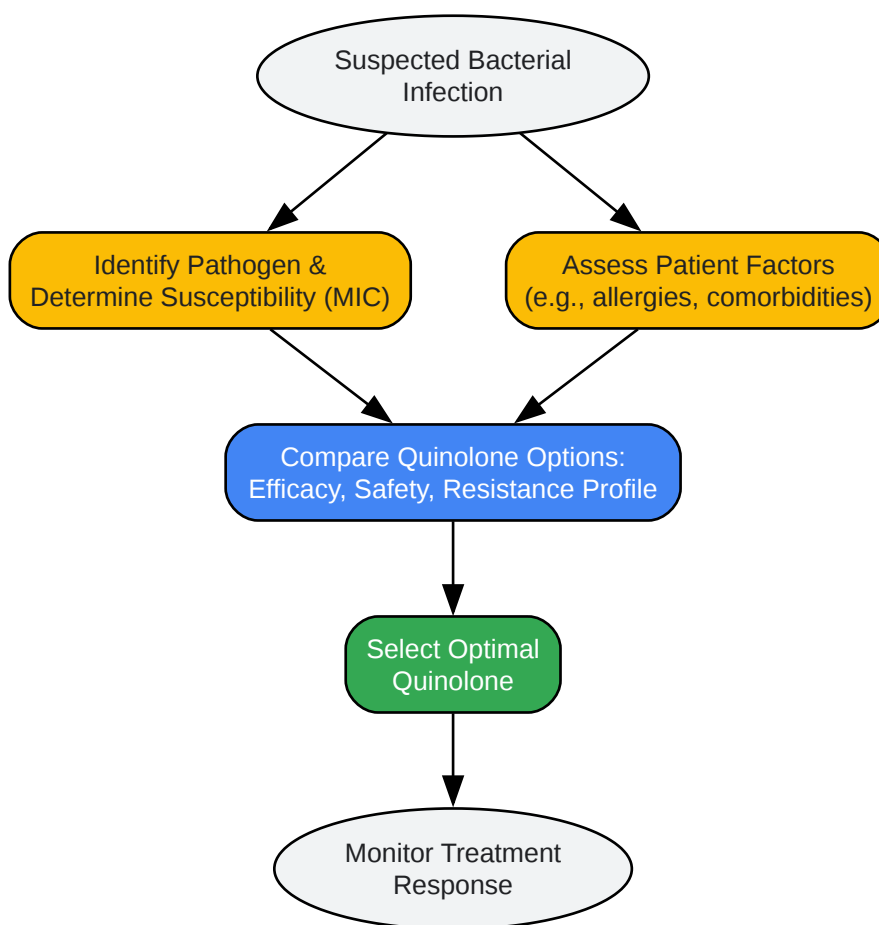 Suspected Bacterial
Infection
Identify Pathogen &
Determine Susceptibility (MIC)
Assess Patient Factors
(e.g., allergies, comorbidities)
Compare Quinolone Options:
Efficacy, Safety, Resistance Profile
Select Optimal
Quinolone
Monitor Treatment
Response